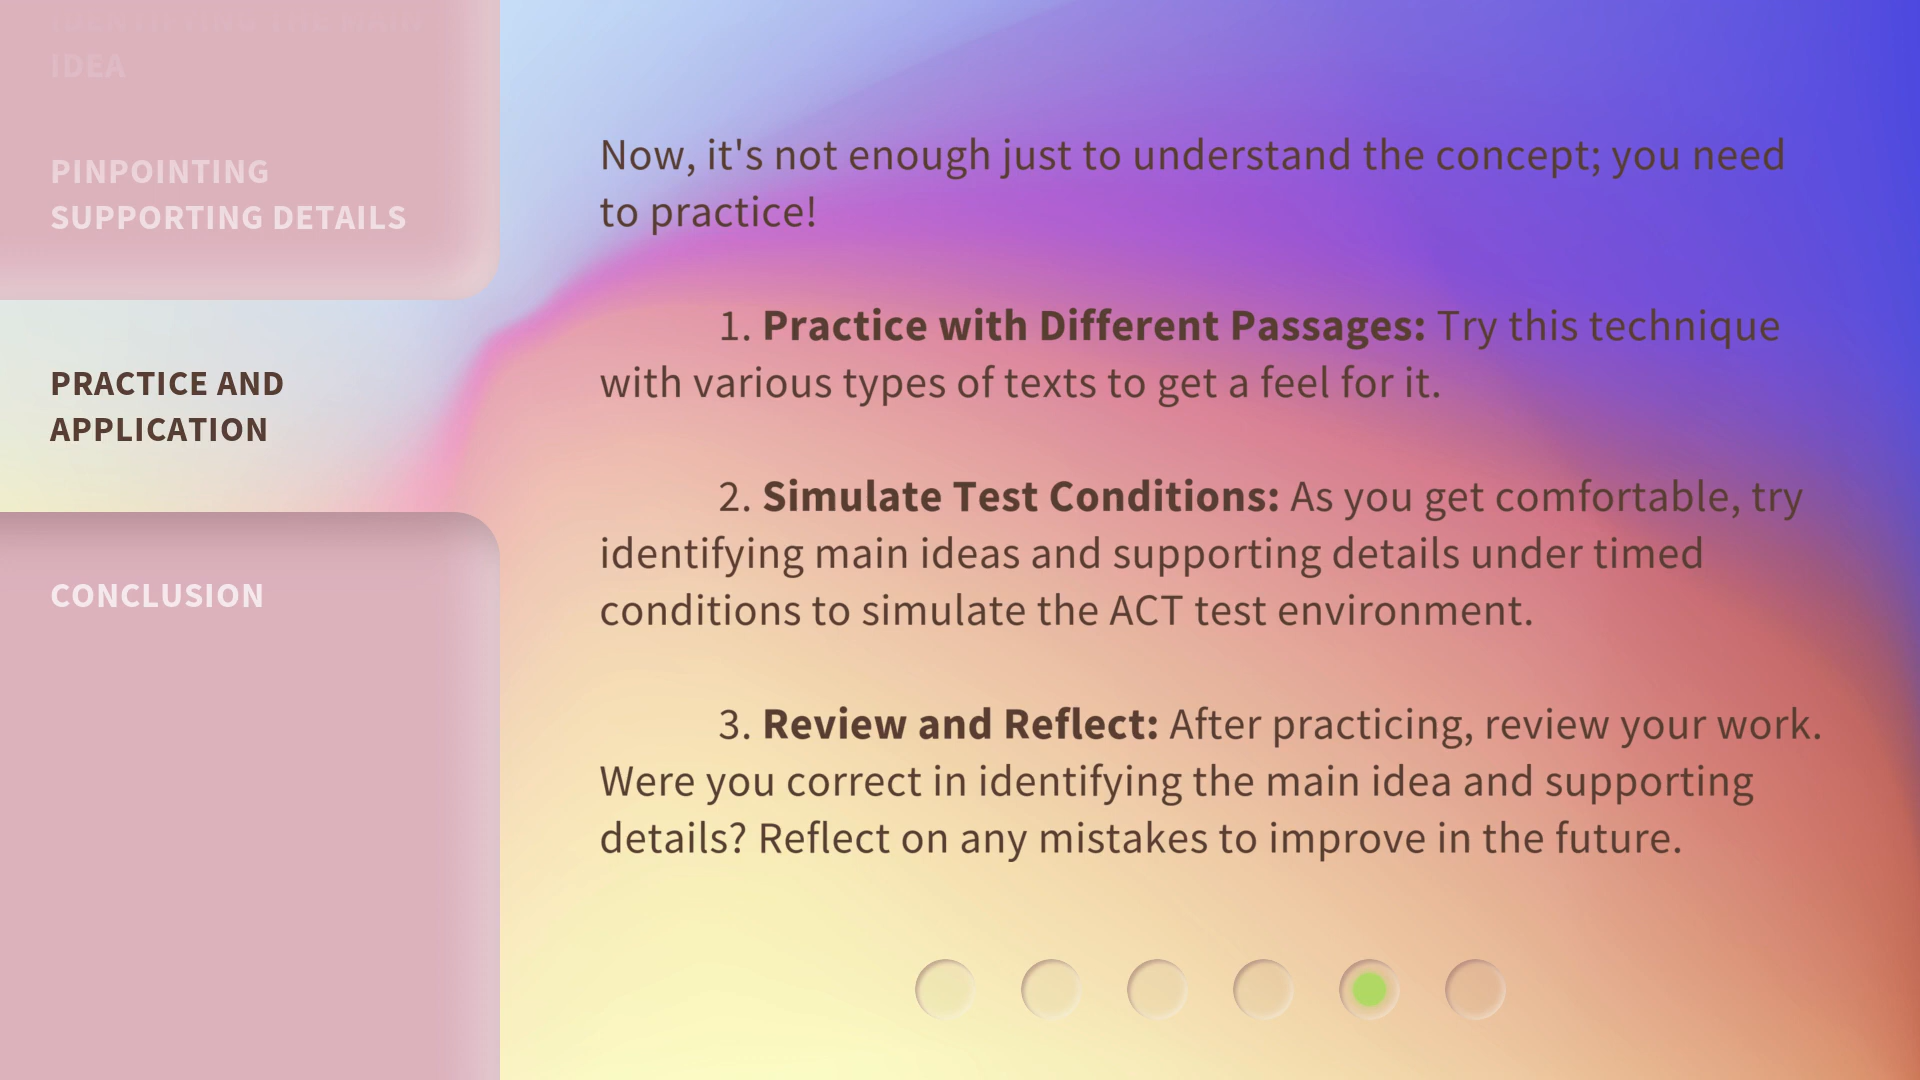 IDENTIFYING THE MAIN
IDEA
PINPOINTING
SUPPORTING DETAILS
PRACTICE AND
APPLICATION
CONCLUSION
Now, it's not enough just to understand the concept; you need
to practice!
1. Practice with Different Passages: Try this technique
with various types of texts to get a feel for it.
2. Simulate Test Conditions: As you get comfortable, try
identifying main ideas and supporting details under timed
conditions to simulate the ACT test environment.
3. Review and Reflect: After practicing, review your work.
Were you correct in identifying the main idea and supporting
details? Reflect on any mistakes to improve in the future.